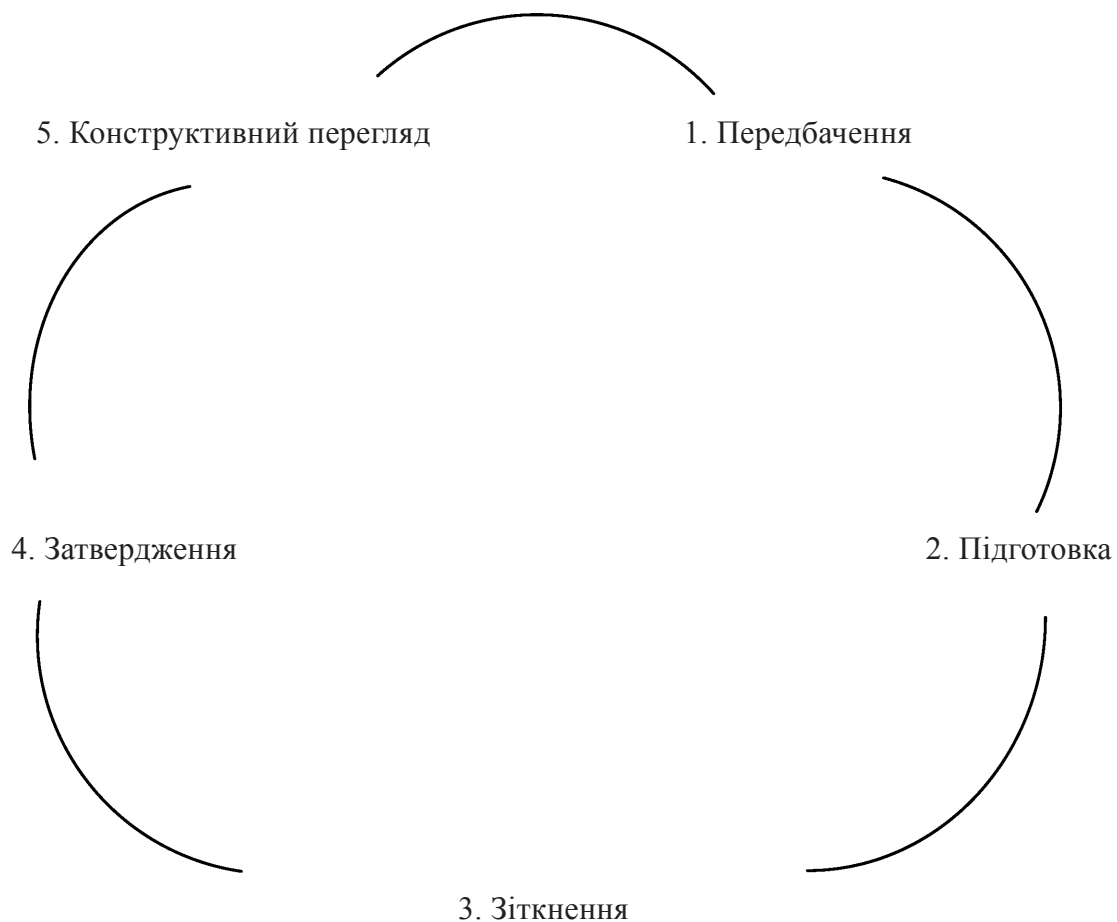 5. Конструктивний перегляд
1. Передбачення
4. Затвердження
2. Підготовка
3. Зіткнення